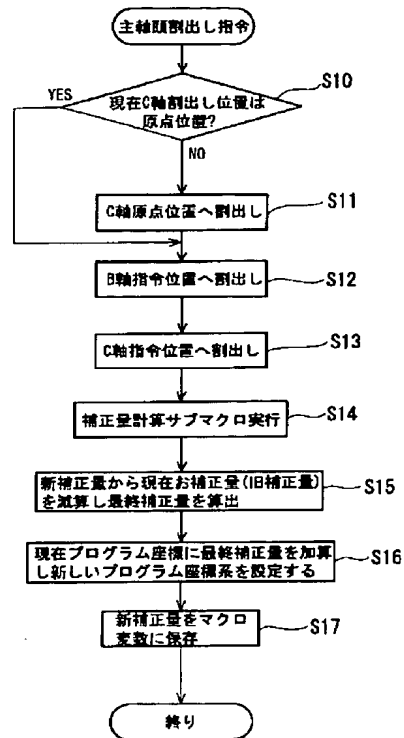 主軸頭割出し指令
S10
YES
現在C軸割出し位置は
原点位置?
NO
C軸原点位置へ割出し
S11
B軸指令位置へ割出し
S12
C軸指令位置へ割出し
S13
補正量計算サブマクロ実行
S14
新補正量から現在お補正量(旧補正量)
を減算し最終補正量を算出
S15
現在プログラム座標に最終補正量を加算
し新しいプログラム座標系を設定する
S16
新補正量をマクロ
変数に保存
S17
終り